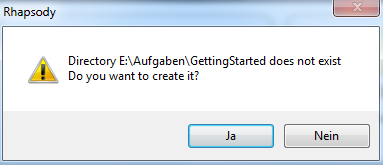 Rhapsody
Directory E:\Aufgaben\GettingStarted does not exist
Do you want to create it?
Ja
Nein